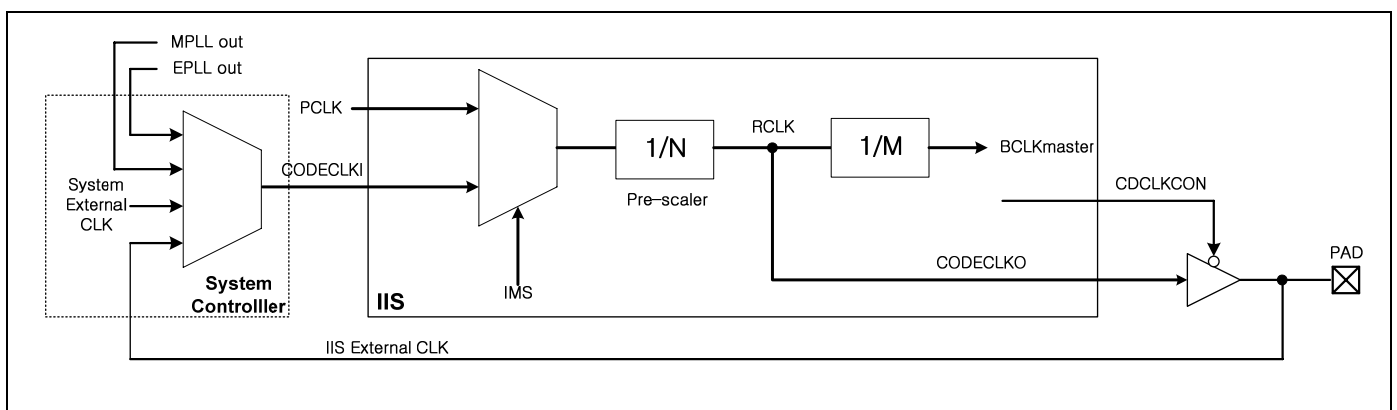 MPLL out
EPLL out
PCLK
CODECLKI
System
External
CLK
System
Controlller
IMS
IIS
1/N
Pre-scaler
RCLK
1/M
BCLKmaster
CDCLKCON
CODECLKO
PAD
IIS External CLK